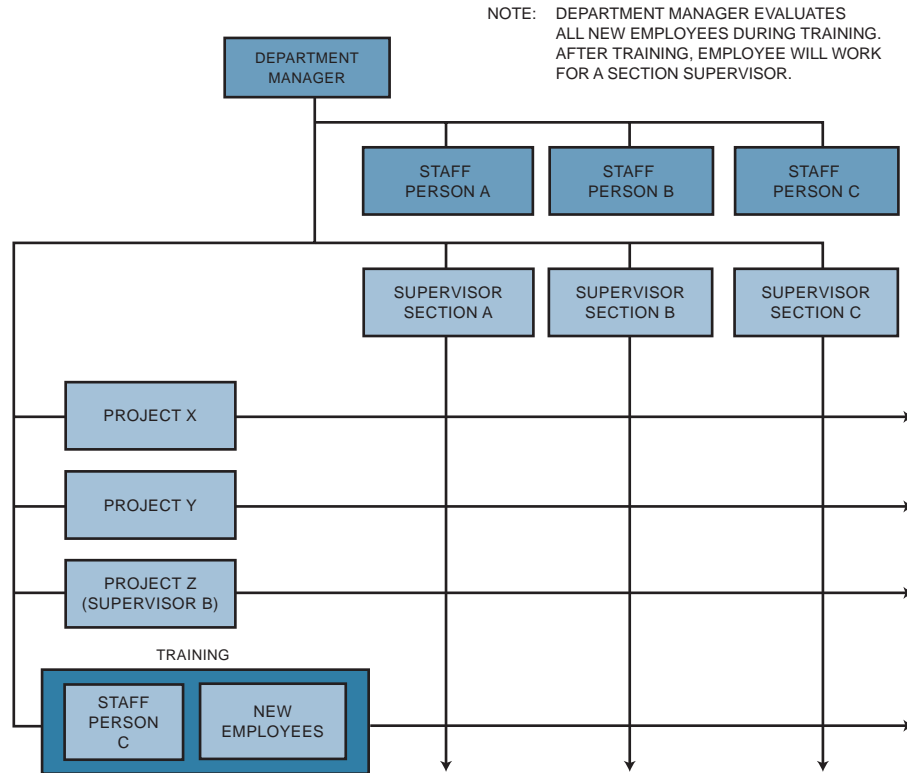 NOTE: DEPARTMENT MANAGER EVALUATES
ALL NEW EMPLOYEES DURING TRAINING.
AFTER TRAINING, EMPLOYEE WILL WORK
FOR A SECTION SUPERVISOR.
DEPARTMENT
MANAGER
STAFF
PERSON A
STAFF
PERSON B
STAFF
PERSON C
SUPERVISOR
SECTION A
SUPERVISOR
SECTION B
SUPERVISOR
SECTION C
PROJECT X
PROJECT Y
PROJECT Z
(SUPERVISOR B)
TRAINING
STAFF
PERSON
C
NEW
EMPLOYEES